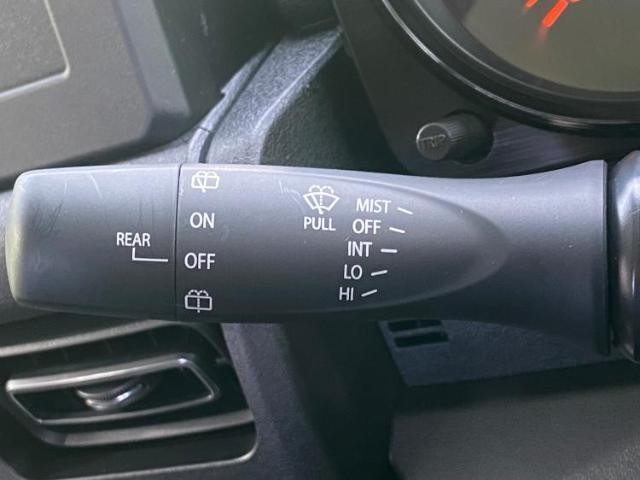 TRIP
ON
REAR
OFF
PULL
MIST
OFF
INT
LO
HI